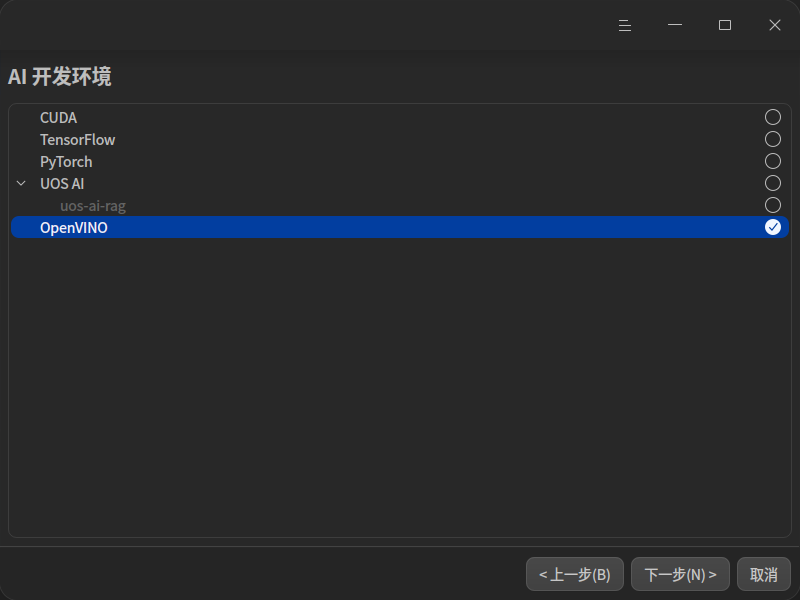 AI 开发环境
CUDA
TensorFlow
PyTorch
UOS AI
uos-ai-rag
OpenVINO
< 上一步(B)
下一步(N) >
取消